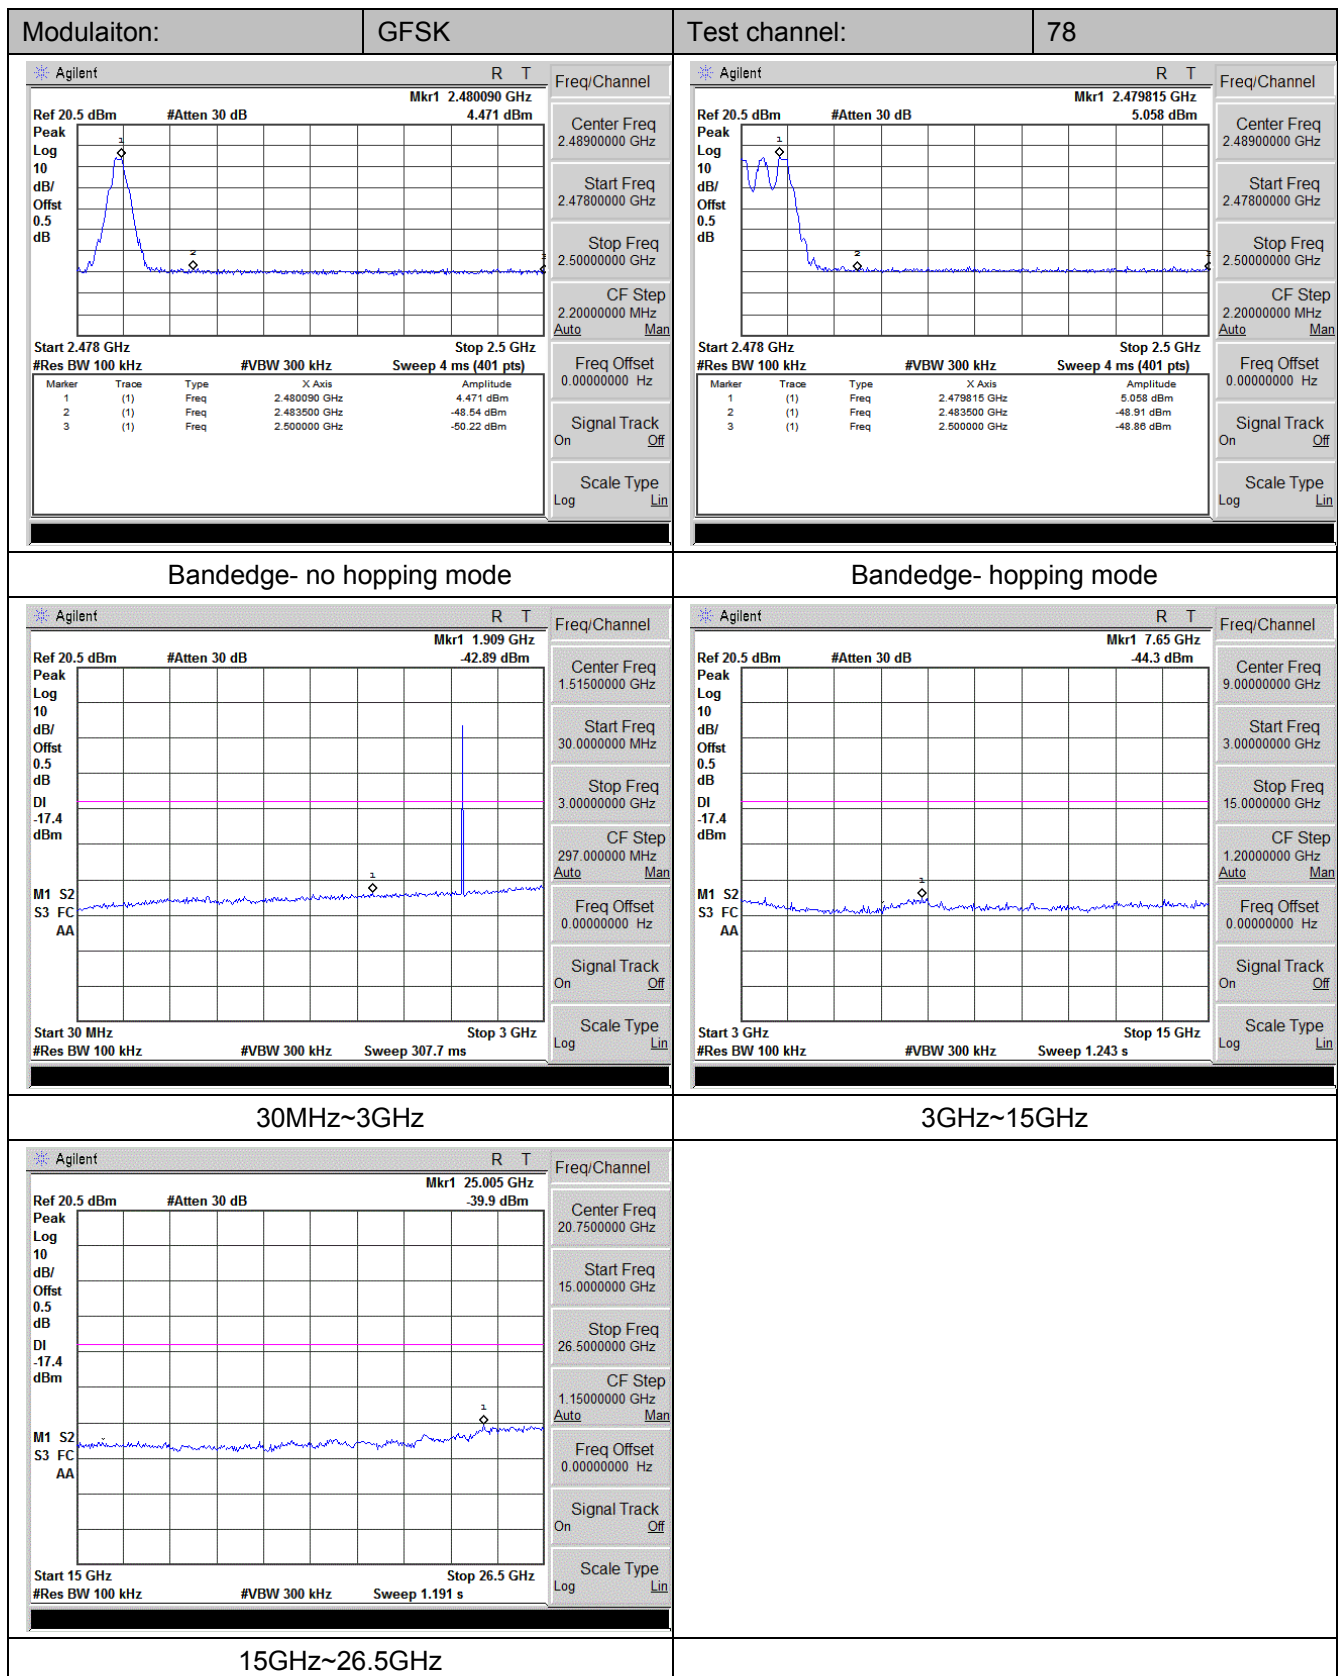 Modulaiton: GFSK Test channel: 78
Agilent R T
Mkr1 2.480090 GHz
Ref 20.5 dBm #Atten 30 dB 4.471 dBm
Peak
Log
10
dB/
Offst
0.5
dB
1
2
Start 2.478 GHz Stop 2.5 GHz
#Res BW 100 kHz #VBW 300 kHz Sweep 4 ms (401 pts)
Marker Trace Type X Axis Amplitude
1 (1) Freq 2.480090 GHz 4.471 dBm
2 (1) Freq 2.483500 GHz -48.54 dBm
3 (1) Freq 2.500000 GHz -50.22 dBm
Freq/Channel
Center Freq
2.48900000 GHz
Start Freq
2.47800000 GHz
Stop Freq
2.50000000 GHz
CF Step
2.20000000 MHz
Auto Man
Freq Offset
0.00000000 Hz
Signal Track
On Off
Scale Type
Log Lin
Agilent R T
Mkr1 2.479815 GHz
Ref 20.5 dBm #Atten 30 dB 5.058 dBm
Peak
Log
10
dB/
Offst
0.5
dB
1
2
Start 2.478 GHz Stop 2.5 GHz
#Res BW 100 kHz #VBW 300 kHz Sweep 4 ms (401 pts)
Marker Trace Type X Axis Amplitude
1 (1) Freq 2.479815 GHz 5.058 dBm
2 (1) Freq 2.483500 GHz -48.91 dBm
3 (1) Freq 2.500000 GHz -48.86 dBm
Freq/Channel
Center Freq
2.48900000 GHz
Start Freq
2.47800000 GHz
Stop Freq
2.50000000 GHz
CF Step
2.20000000 MHz
Auto Man
Freq Offset
0.00000000 Hz
Signal Track
On Off
Scale Type
Log Lin
Bandedge- no hopping mode Bandedge- hopping mode
Agilent R T
Mkr1 1.909 GHz
Ref 20.5 dBm #Atten 30 dB -42.89 dBm
Peak
Log
10
dB/
Offst
0.5
dB
DI
-17.4
dBm
1
M1 S2
S3 FC
AA
Start 30 MHz Stop 3 GHz
#Res BW 100 kHz #VBW 300 kHz Sweep 307.7 ms
Freq/Channel
Center Freq
1.51500000 GHz
Start Freq
30.0000000 MHz
Stop Freq
3.00000000 GHz
CF Step
297.000000 MHz
Auto Man
Freq Offset
0.00000000 Hz
Signal Track
On Off
Scale Type
Log Lin
Agilent R T
Mkr1 7.65 GHz
Ref 20.5 dBm #Atten 30 dB -44.3 dBm
Peak
Log
10
dB/
Offst
0.5
dB
DI
-17.4
dBm
1
M1 S2
S3 FC
AA
Start 3 GHz Stop 15 GHz
#Res BW 100 kHz #VBW 300 kHz Sweep 1.243 s
Freq/Channel
Center Freq
9.00000000 GHz
Start Freq
3.00000000 GHz
Stop Freq
15.0000000 GHz
CF Step
1.20000000 GHz
Auto Man
Freq Offset
0.00000000 Hz
Signal Track
On Off
Scale Type
Log Lin
30MHz~3GHz 3GHz~15GHz
Agilent R T
Mkr1 25.005 GHz
Ref 20.5 dBm #Atten 30 dB -39.9 dBm
Peak
Log
10
dB/
Offst
0.5
dB
DI
-17.4
dBm
1
M1 S2
S3 FC
AA
Start 15 GHz Stop 26.5 GHz
#Res BW 100 kHz #VBW 300 kHz Sweep 1.191 s
Freq/Channel
Center Freq
20.7500000 GHz
Start Freq
15.0000000 GHz
Stop Freq
26.5000000 GHz
CF Step
1.15000000 GHz
Auto Man
Freq Offset
0.00000000 Hz
Signal Track
On Off
Scale Type
Log Lin
15GHz~26.5GHz